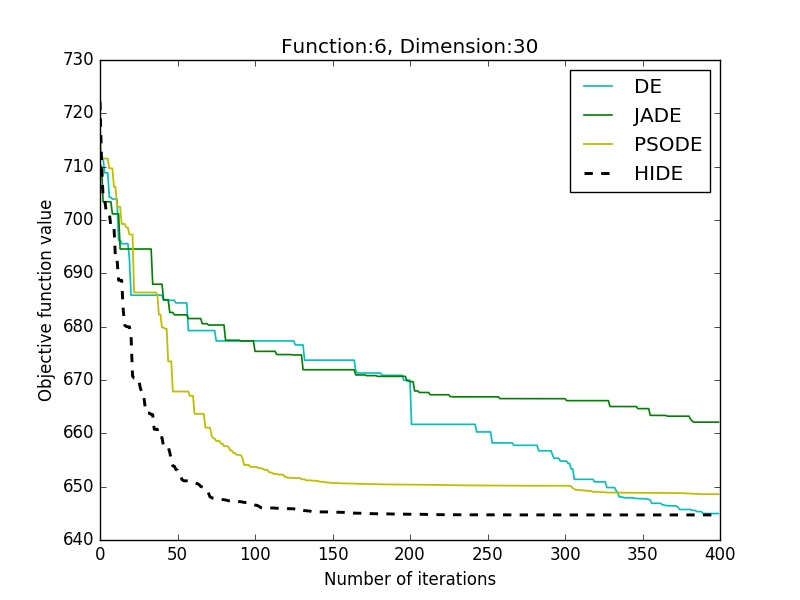 Function:6, Dimension:30
730
720
710
700
690
680
670
660
650
640
Objective function value
DE
JADE
PSODE
HIDE
0 50 100 150 200 250 300 350 400
Number of iterations